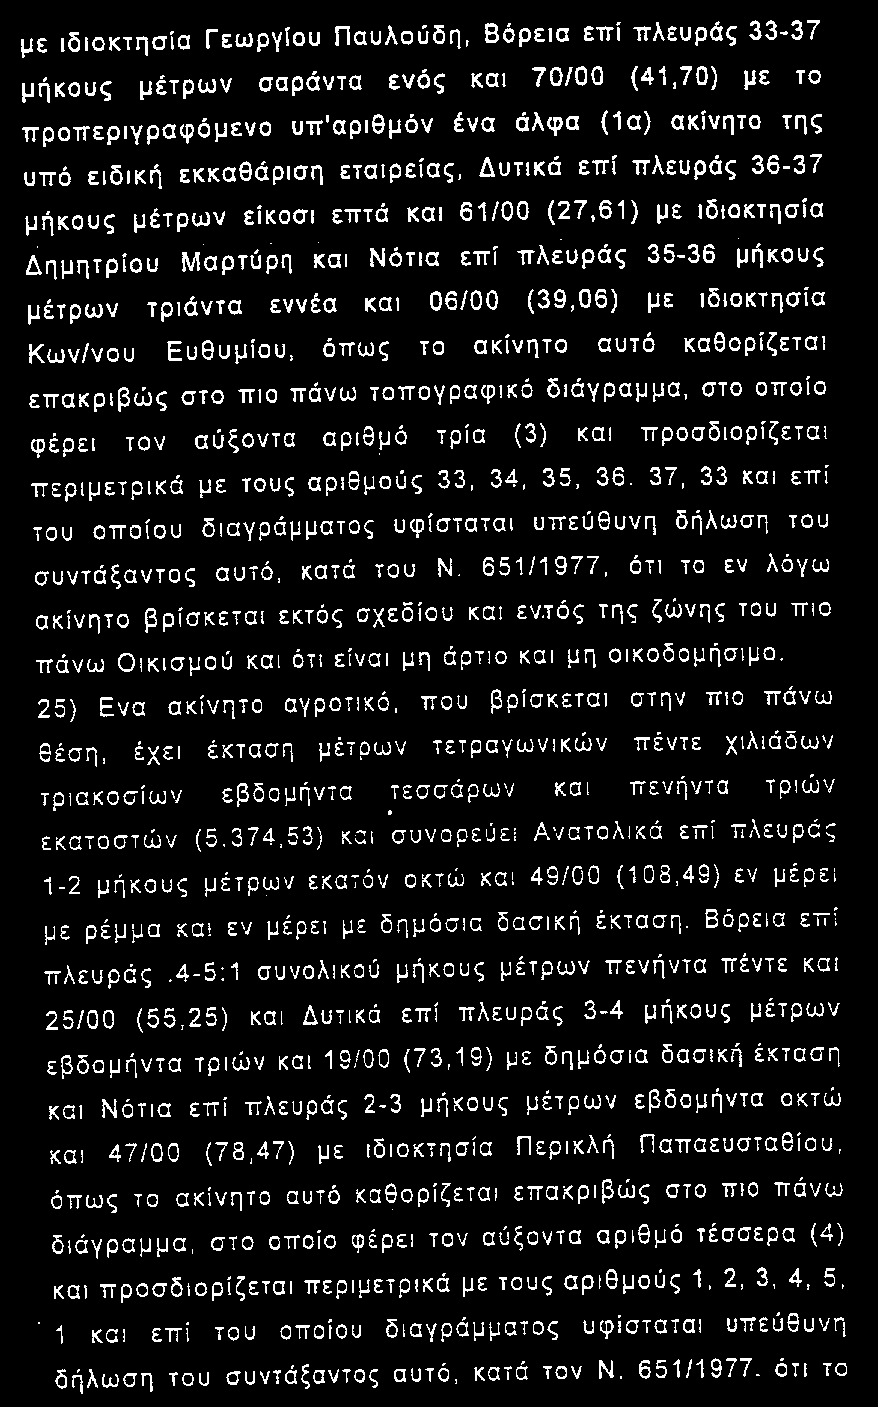 με ιδιοκτησία Γεωργίου Παυλούδη, Βόρεια επί πλευράς 33-37
μήκους μέτρων σαράντα ενός και 70/00 (41,70) με το
προπεριγραφόμενο υπ'αριθμόν ένα άλφα (1α) ακίνητο της
υπό ειδική εκκαθάριση εταιρείας, Δυτικά επί πλευράς 36-37
μήκους μέτρων είκοσι επτά και 61/00 (27,61) με ιδιοκτησία
Δημητρίου Μαρτύρη και Νότια επί πλευράς 35-36 μήκους
μέτρων τριάντα εννέα και 06/00 (39,06) με ιδιοκτησία
Κων/νου Ευθυμίου, όπως το ακίνητο αυτό καθορίζεται
επακριβώς στο πιο πάνω τοπογραφικό διάγραμμα, στο οποίο
φέρει τον αύξοντα αριθμό τρία (3) και προσδιορίζεται
περιμετρικά με τους αριθμούς 33, 34, 35, 36. 37, 33 και επί
του οποίου διαγράμματος υφίσταται υπεύθυνη δήλωση του
συντάξαντος αυτό, κατά του Ν. 651/1977, ότι το εν λόγω
ακίνητο βρίσκεται εκτός σχεδίου και εντός της ζώνης του πιο
πάνω Οικισμού και ότι είναι μη άρτιο και μη οικοδομήσιμο.
25) Ενα ακίνητο αγροτικό, που βρίσκεται στην πιο πάνω
θέση, έχει έκταση μέτρων τετραγωνικών πέντε χιλιάδων
τριακοσίων εβδομήντα τεσσάρων και πενήντα τριών
εκατοστών (5.374,53) και συνορεύει Ανατολικά επί πλευράς
1-2 μήκους μέτρων εκατόν οκτώ και 49/00 (108,49) εν μέρει
με ρέμμα και εν μέρει με δημόσια δασική έκταση. Βόρεια επί
πλευράς .4-5:1 συνολικού μήκους μέτρων πενήντα πέντε και
25/00 (55,25) και Δυτικά επί πλευράς 3-4 μήκους μέτρων
εβδομήντα τριών και 19/00 (73,19) με δημόσια δασική έκταση
και Νότια επί πλευράς 2-3 μήκους μέτρων εβδομήντα οκτώ
και 47/00 (78,47) με ιδιοκτησία Περικλή Παπαευσταθίου,
όπως το ακίνητο αυτό καθορίζεται επακριβώς στο πιο πάνω
διάγραμμα, στο οποίο φέρει τον αύξοντα αριθμό τέσσερα (4)
και προσδιορίζεται περιμετρικά με τους αριθμούς 1, 2, 3, 4, 5,
1 και επί του οποίου διαγράμματος υφίσταται υπεύθυνη
δήλωση του συντάξαντος αυτό, κατά τον Ν. 651/1977. ότι το